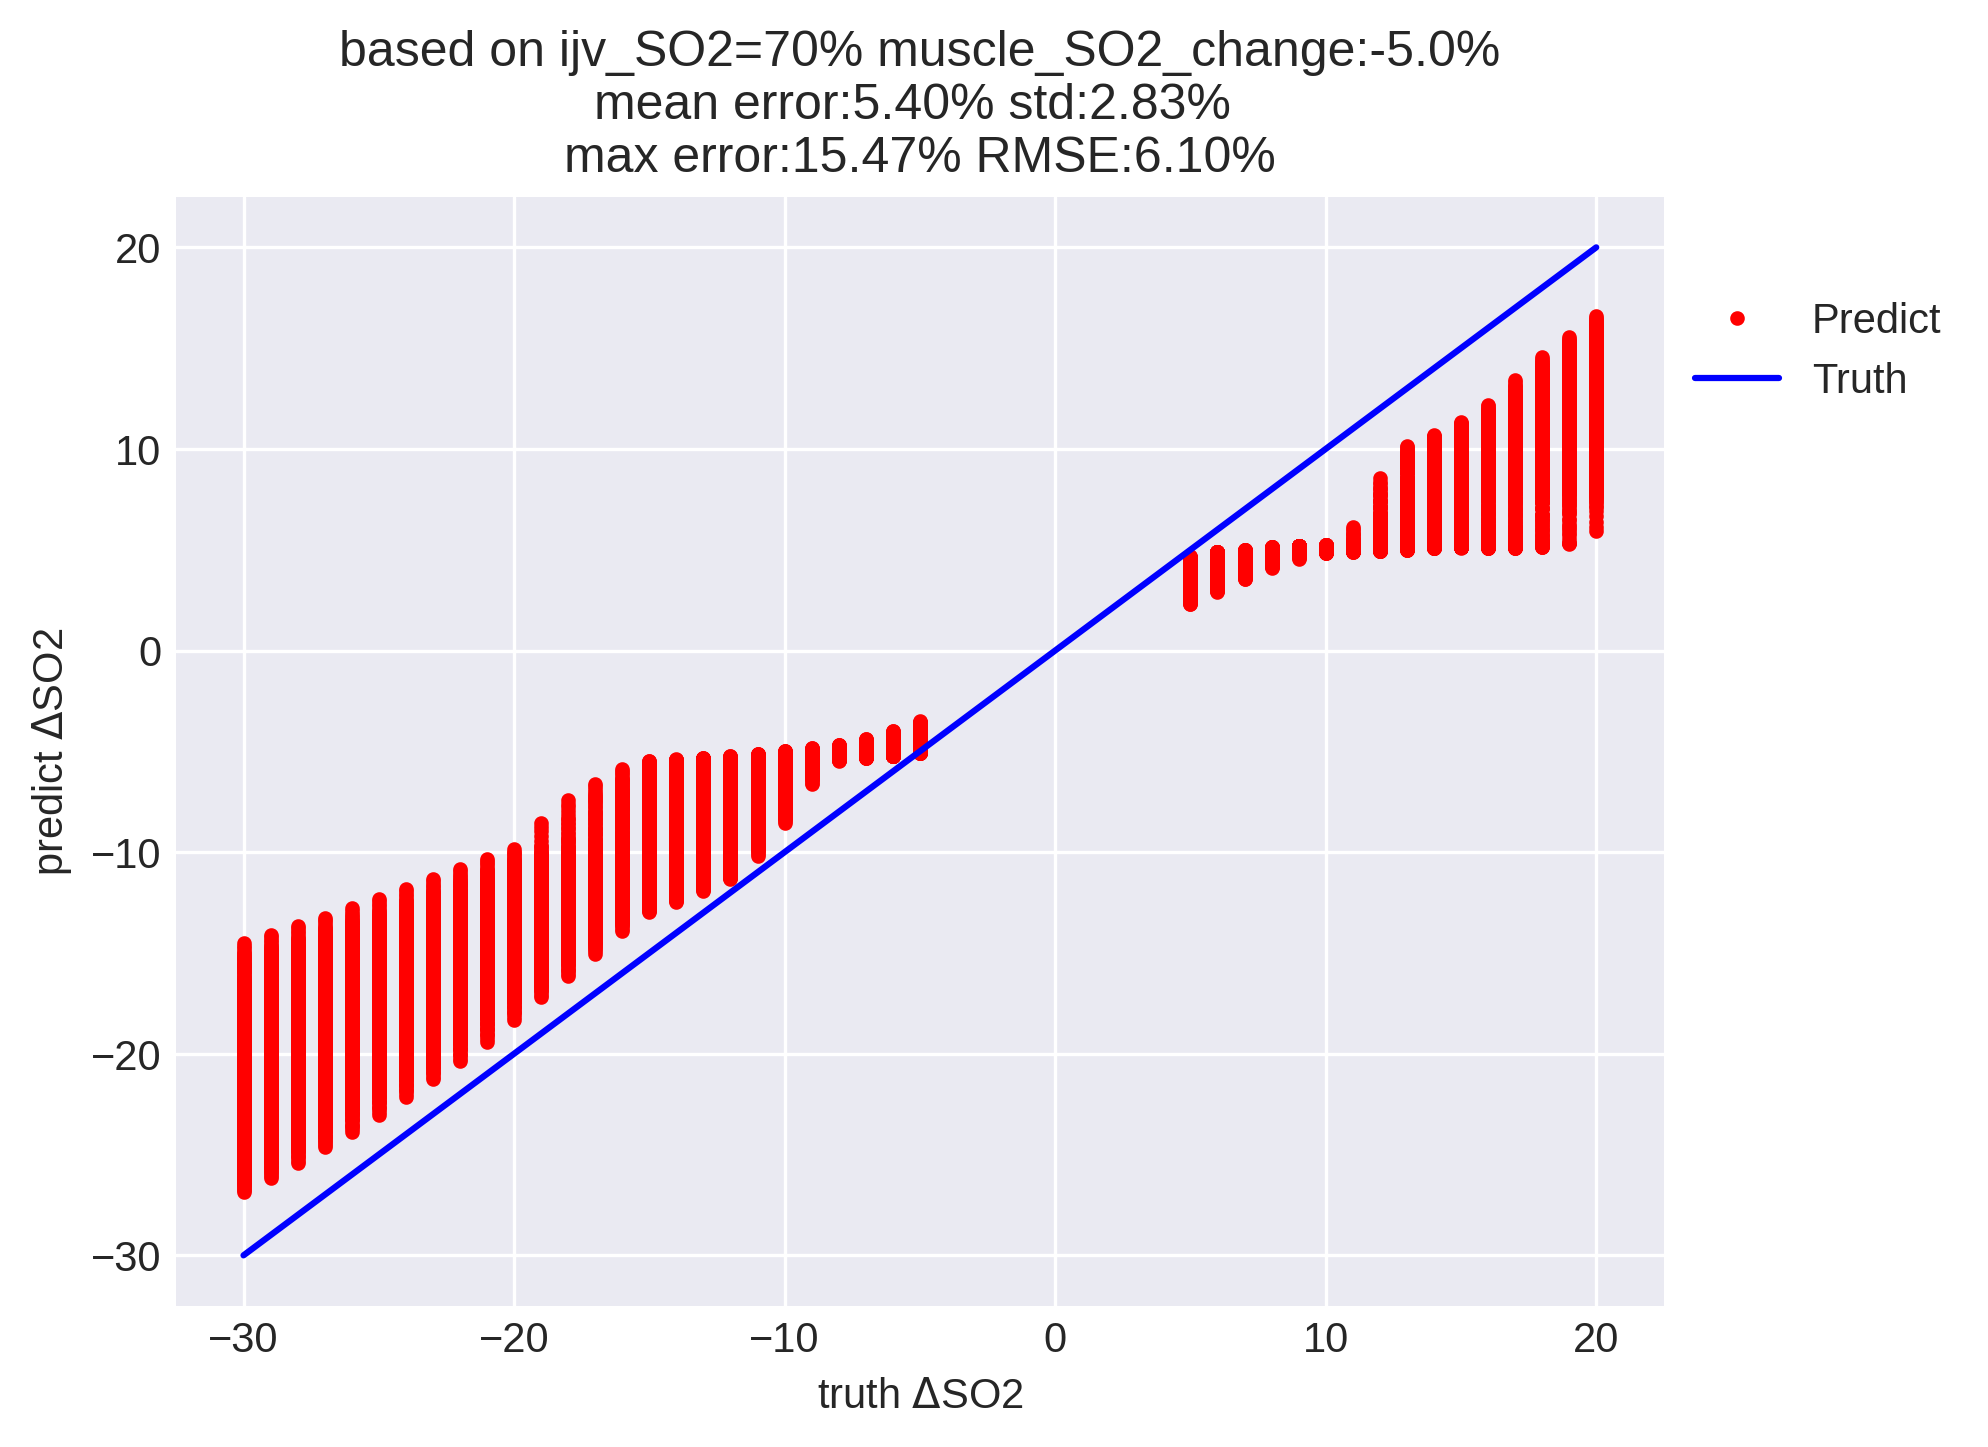 based on ijv_SO2=70% muscle_SO2_change:-5.0%
mean error:5.40% std:2.83%
max error:15.47% RMSE:6.10%
20
10
0
−10
−20
−30
predict ΔSO2
−30
−20
−10
0
10
20
truth ΔSO2
Predict
Truth